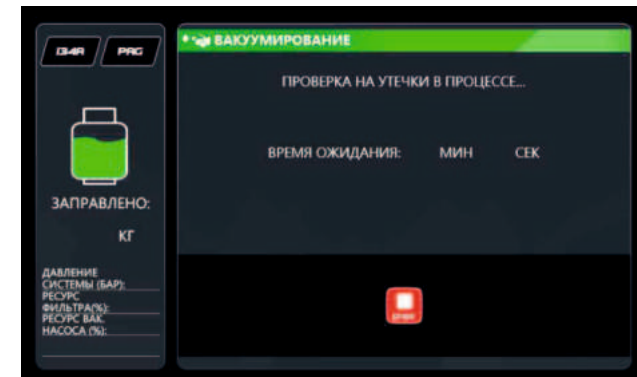 134A PAG
ВАКУУМИРОВАНИЕ
ПРОВЕРКА НА УТЕЧКИ В ПРОЦЕССЕ...
ВРЕМЯ ОЖИДАНИЯ: МИН СЕК
ЗАПРАВЛЕНО:
КГ
ДАВЛЕНИЕ
СИСТЕМЫ (БАР):
РЕСУРС
ФИЛЬТРА(%):
РЕСУРС ВАК.
НАСОСА (%):